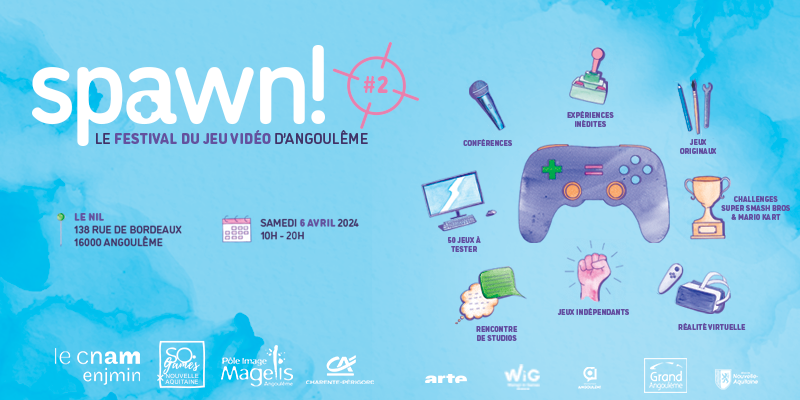 spawn!
#2
LE FESTIVAL DU JEU VIDÉO D'ANGOULÊME
LE NIL
138 RUE DE BORDEAUX
16000 ANGOULÊME
SAMEDI 6 AVRIL 2024
10H - 20H
CONFÉRENCES
EXPÉRIENCES
INÉDITES
JEUX
ORIGINAUX
50 JEUX À
TESTER
CHALLENGES
SUPER SMASH BROS
& MARIO KART
RENCONTRE
DE STUDIOS
JEUX INDÉPENDANTS
RÉALITÉ VIRTUELLE
le cnam
enjmin
SO
Games
NOUVELLE
AQUITAINE
Pôle Image
Magelis
Angoulême
CA
CHARENTE-PÉRIGORD
arte
WiG
Grand
Angoulême
Nouvelle-
Aquitaine